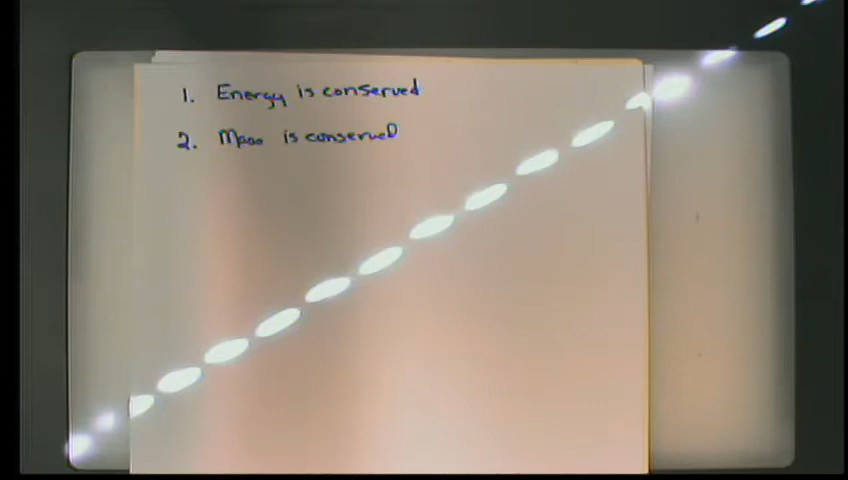 1. Energy is conserved
2. Mass is conserved